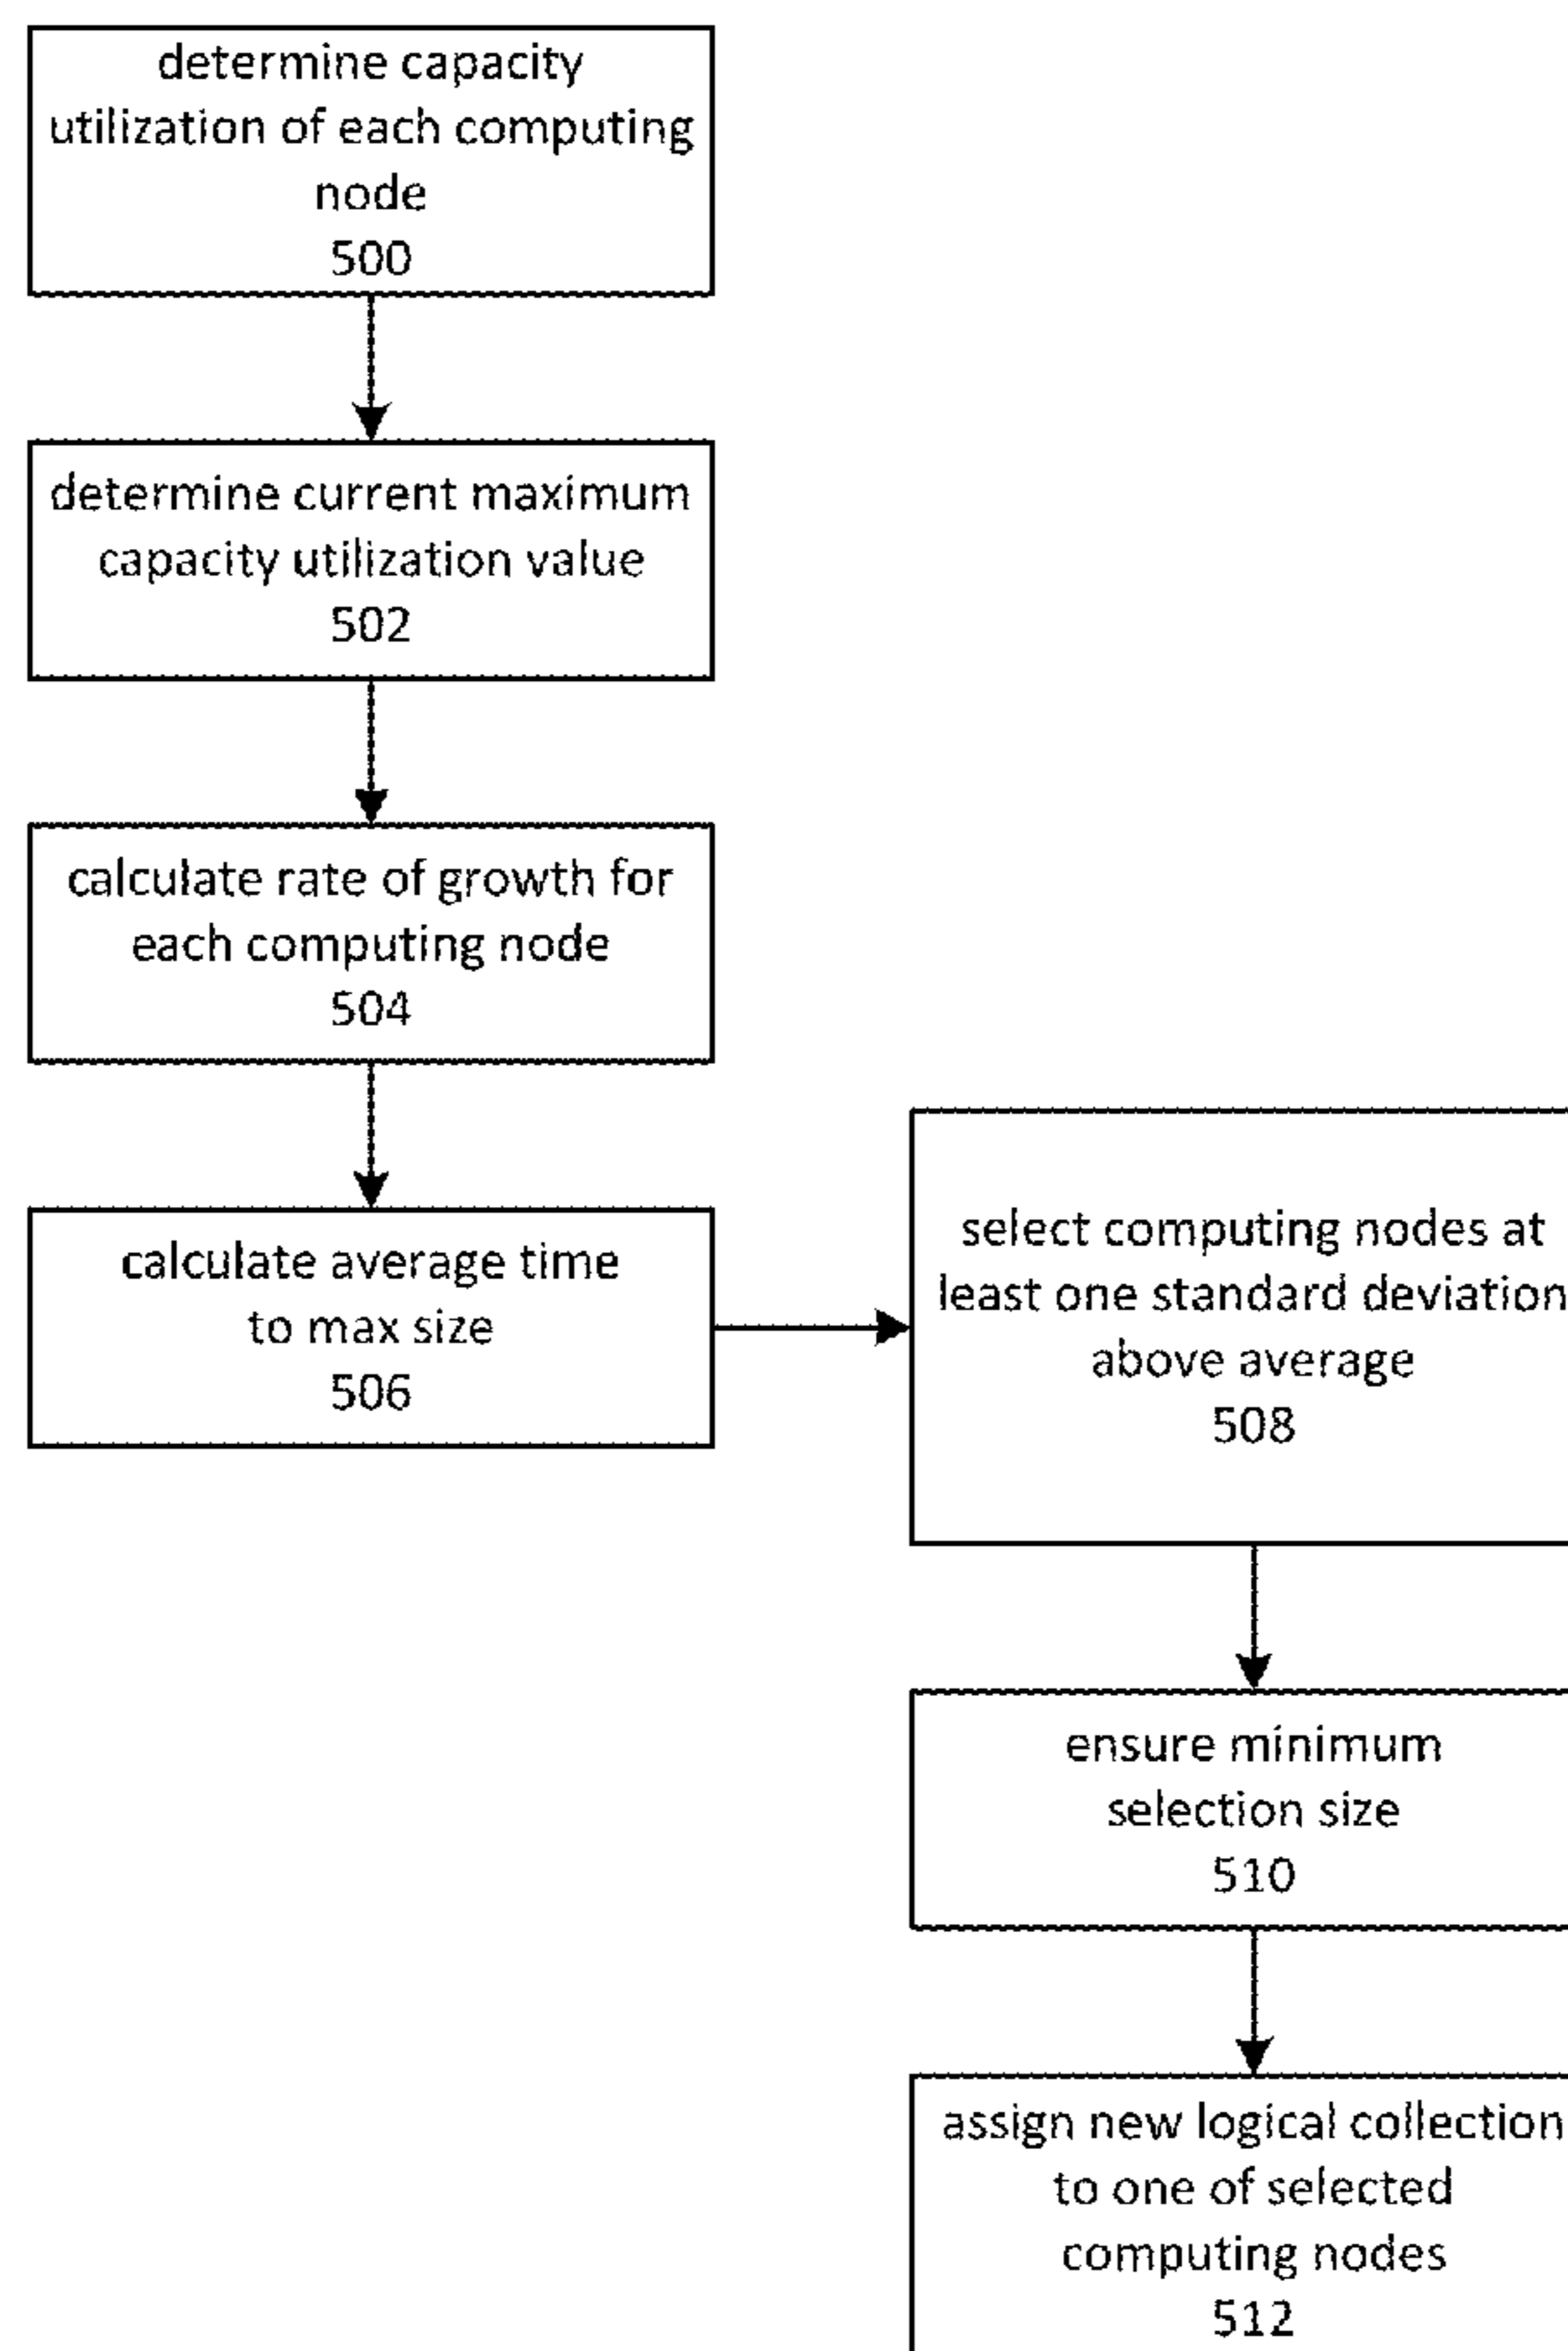 determine capacity
utilization of each computing
node
500
determine current maximum
capacity utilization value
502
calculate rate of growth for
each computing node
504
calculate average time
to max size
506
select computing nodes at
least one standard deviation
above average
508
ensure minimum
selection size
510
assign new logical collection
to one of selected
computing nodes
512